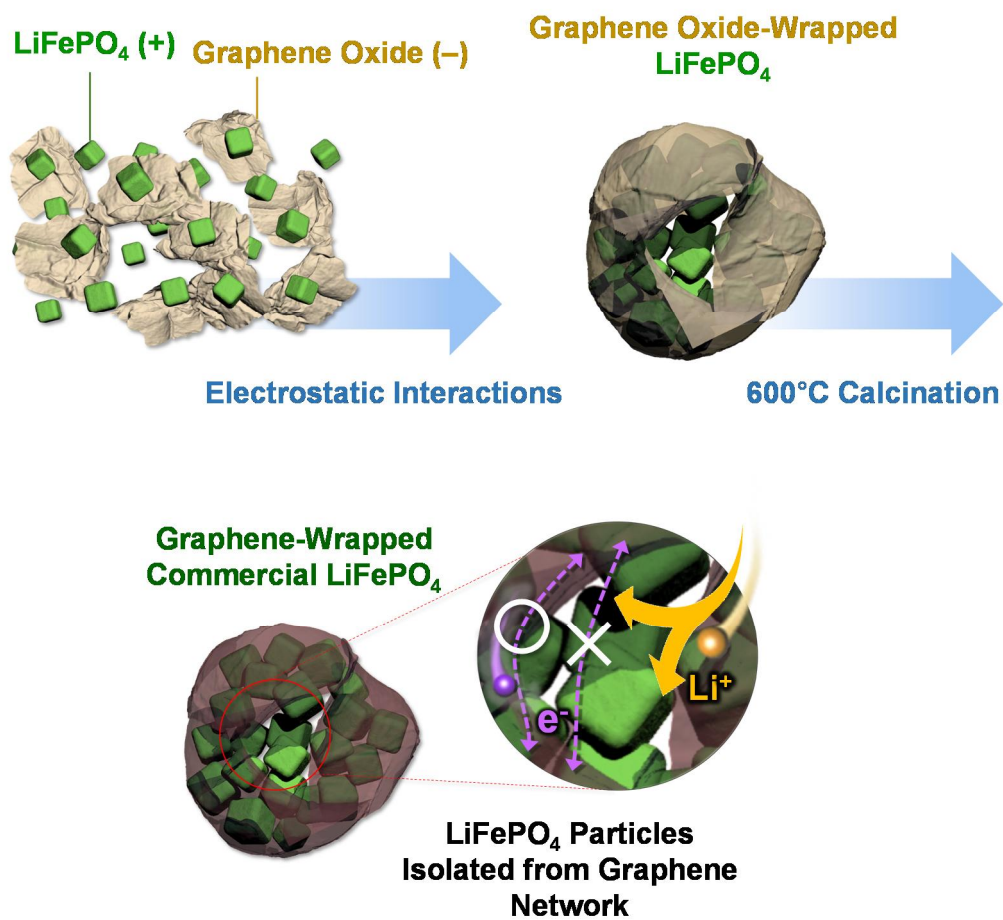 LiFePO₄ (+)
Graphene Oxide (–)
Graphene Oxide-Wrapped
LiFePO₄
Electrostatic Interactions
600°C Calcination
Graphene-Wrapped
Commercial LiFePO₄
e⁻
Li⁺
LiFePO₄ Particles
Isolated from Graphene
Network